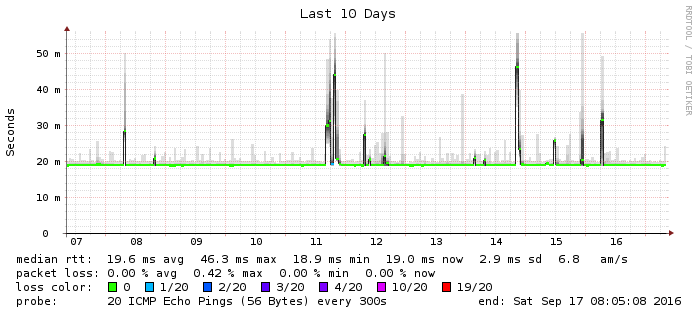 Last 10 Days
RRDTOOL / TOBI OETIKER
Seconds
50 m
40 m
30 m
20 m
10 m
0
07 08 09 10 11 12 13 14 15 16
median rtt: 19.6 ms avg 46.3 ms max 18.9 ms min 19.0 ms now 2.9 ms sd 6.8 am/s
packet loss: 0.00 % avg 0.42 % max 0.00 % min 0.00 % now
loss color: 0 1/20 2/20 3/20 4/20 10/20 19/20
probe: 20 ICMP Echo Pings (56 Bytes) every 300s end: Sat Sep 17 08:05:08 2016